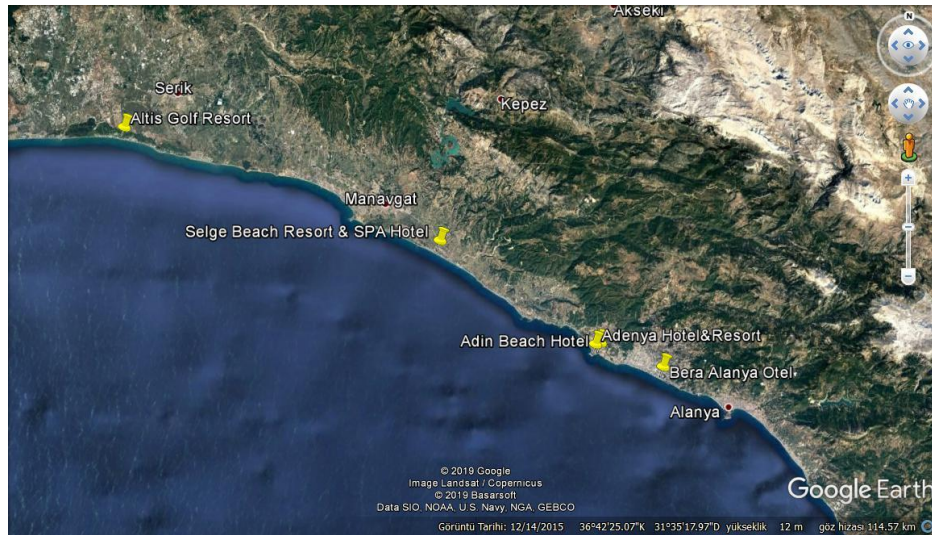 Akseki
N
Serik
Kepez
Altis Golf Resort
Manavgat
Selge Beach Resort & SPA Hotel
Adin Beach Hotel
Adenya Hotel&Resort
Bera Alanya Otel
Alanya
© 2019 Google
Image Landsat / Copernicus
© 2019 Basarsoft
Data SIO, NOAA, U.S. Navy, NGA, GEBCO
Google Earth
Görüntü Tarihi: 12/14/2015 36°42'25.07"K 31°35'17.97"D yükseklik 12 m göz hizası 114.57 km